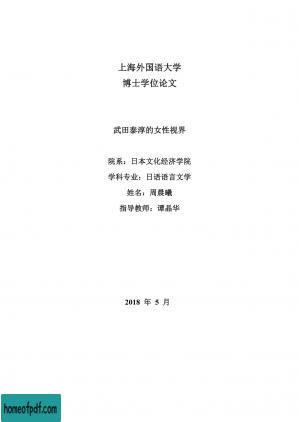 上海外国语大学
博士学位论文
武田泰淳的女性视界
院系：日本文化经济学院
学科专业：日语语言文学
姓名：周晨曦
指导教师：谭晶华
2018 年 5 月
homeofpdf.com